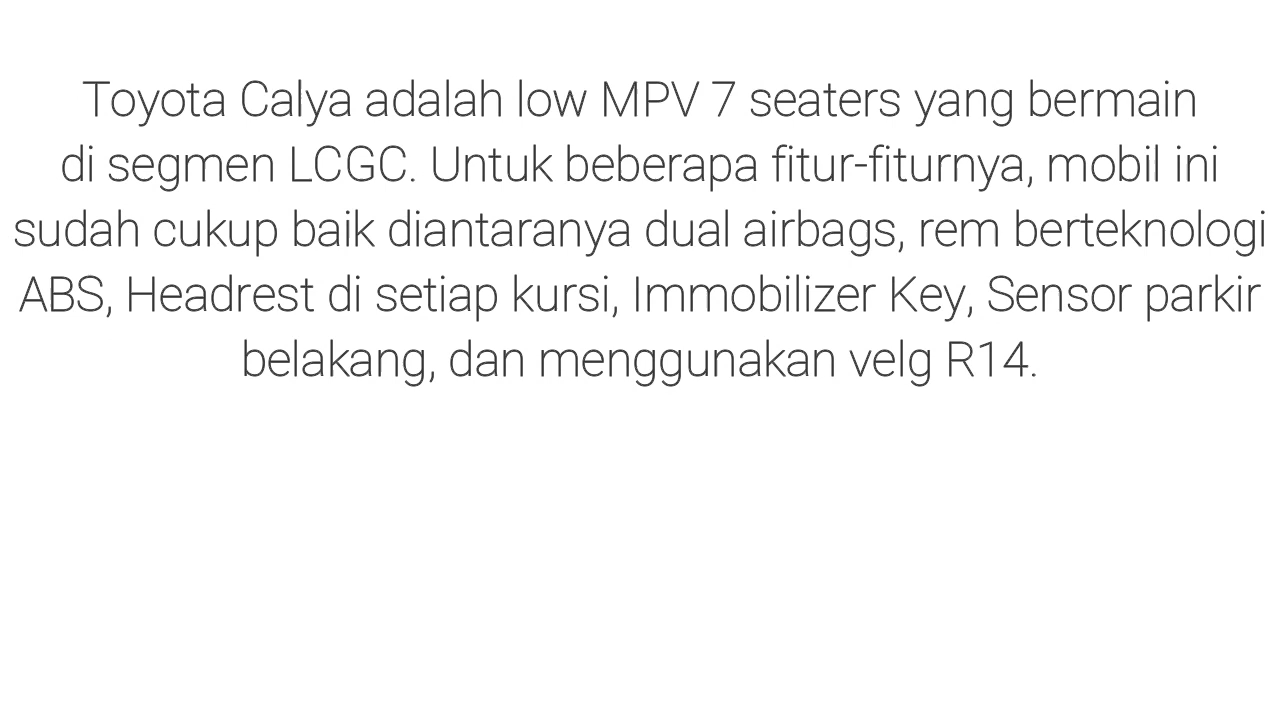 Toyota Calya adalah low MPV 7 seaters yang bermain
di segmen LCGC. Untuk beberapa fitur-fiturnya, mobil ini
sudah cukup baik diantaranya dual airbags, rem berteknologi
ABS, Headrest di setiap kursi, Immobilizer Key, Sensor parkir
belakang, dan menggunakan velg R14.